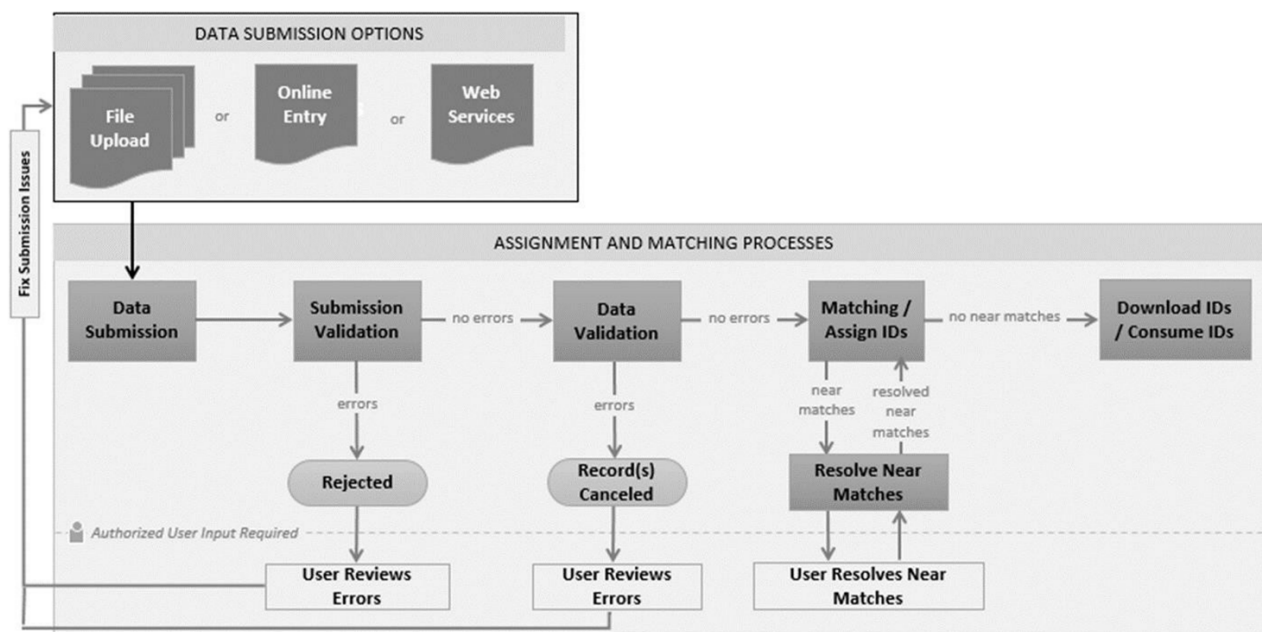 DATA SUBMISSION OPTIONS
File
Upload
or
Online
Entry
or
Web
Services
Fix Submission Issues
ASSIGNMENT AND MATCHING PROCESSES
Data
Submission
Submission
Validation
no errors
Data
Validation
no errors
Matching /
Assign IDs
no near matches
Download IDs
/ Consume IDs
errors
errors
near
matches
resolved
near
matches
Rejected
Record(s)
Canceled
Resolve Near
Matches
Authorized User Input Required
User Reviews
Errors
User Reviews
Errors
User Resolves Near
Matches